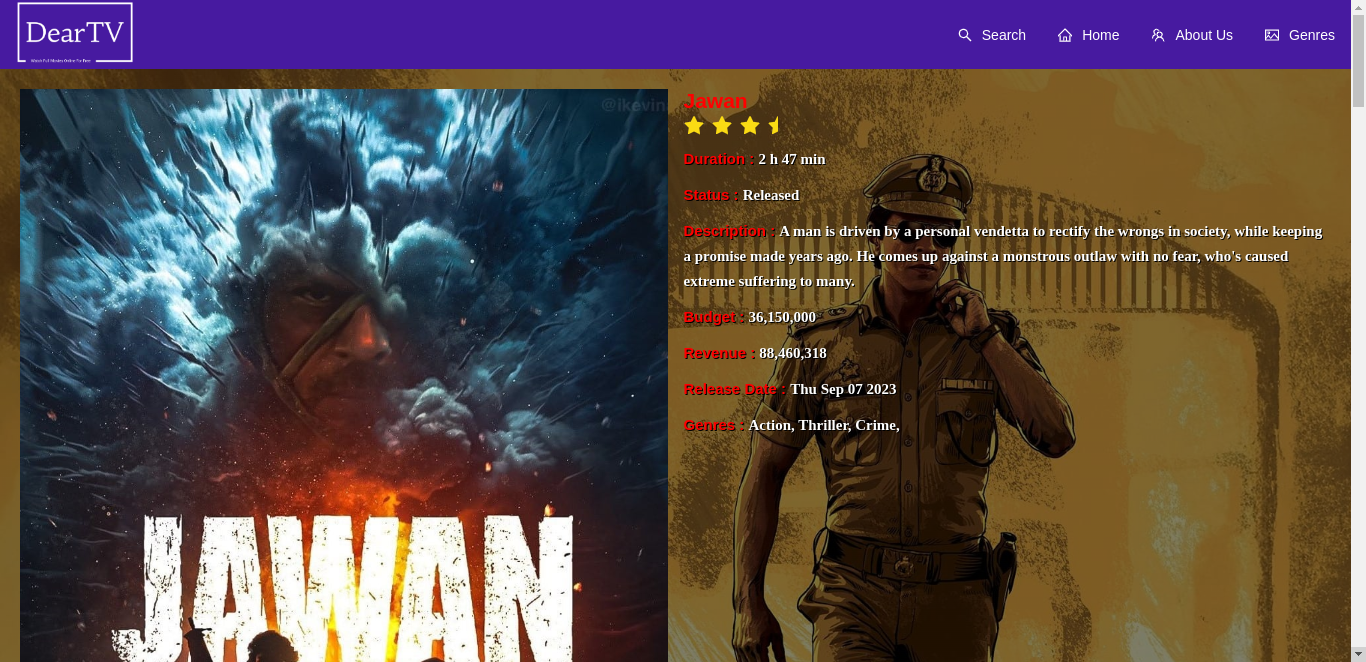 DearTV
Watch Full Movies Online For Free
Search
Home
About Us
Genres
@ikevin
Jawan
Duration : 2 h 47 min
Status : Released
Description : A man is driven by a personal vendetta to rectify the wrongs in society, while keeping
a promise made years ago. He comes up against a monstrous outlaw with no fear, who's caused
extreme suffering to many.
Budget : 36,150,000
Revenue : 88,460,318
Release Date : Thu Sep 07 2023
Genres : Action, Thriller, Crime,
JAWAN